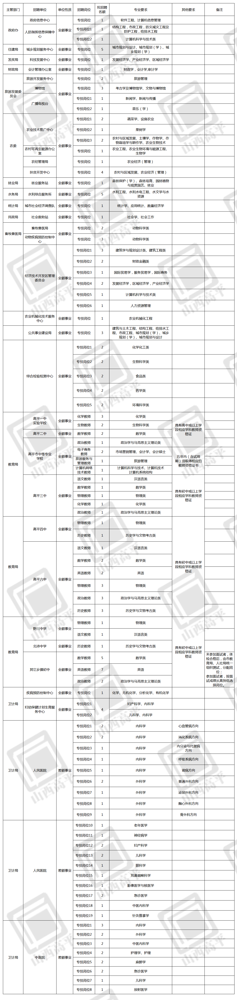 主管部门 招聘单位 单位性质 招聘岗位 拟招聘名额 专业要求 其他要求 备注
政府办 政府信息中心 全额事业 专技岗位 1 软件工程、计算机信息管理
人防指挥信息保障中心 专技岗位1 1 结构工程，市政工程，防灾减灾工程及防护工程，给排水工程
专技岗位2 1 计算机科学与技术类
住建局 城乡规划服务中心 全额事业 专技岗位 5 城市规划与设计、城市规划（学）、城乡规划（学）
发改局 科技发展中心 全额事业 专技岗位 1 发展经济学、产业经济学、区域经济学
财政局 会计管理办公室 全额事业 专技岗位 1 财政学，会计学,审计学
旅游发展委员会 旅游开发服务中心 全额事业 专技岗位 2 旅游管理
博物馆 专技岗位 3 考古学及博物馆学、文物与博物馆
广播电视台 专技岗位1 1 新闻学、新闻与传播
专技岗位2 1 音乐（学）
农委 农业技术推广中心 全额事业 专技岗位1 2 蔬菜学、设施农业
专技岗位2 1 果树学
专技岗位3 2 农村与区域发展、土壤学、作物学、作物栽培学与耕作学、农业生物技术
农村可再生能源办公室 专技岗位 1 农业工程、农业生物环境与能源工程、生物学
农经管理局 专技岗位 1 农业经济（管理）
扶贫开发中心 专技岗位 4 农村与区域发展、农业经济（管理）
林业局 林业服务站 全额事业 专技岗位 1 森林保护（学）、森林培育、园林植物与观赏园艺、林业
水务局 水利综合服务所 全额事业 专技岗位 5 水利工程、水利水电工程、水文学与水资源
统计局 城市社会经济调查队 全额事业 专技岗位 1 统计学、应用统计、数量经济学
民政局 社会救助站 全额事业 专技岗位 1 社会学、社会工作
畜牧兽医局 畜牧兽医局 全额事业 专技岗位 2 动物科学类
动物疾病预防控制中心 专技岗位 3 动物科学类
经济技术开发区管理委员会 全额事业 专技岗位1 3 建筑学与规划设计类、建筑工程类
专技岗位2 2 财政金融类
专技岗位3 1 国际贸易学，服务贸易学，国际商务
专技岗位4 2 发展经济学，区域经济学，产业经济学
专技岗位5 1 计算机科学与技术类
专技岗位6 1 人力资源管理
农业机械化技术服务中心 全额事业 专技岗位 1 农业机械化工程
公共事业建设局 全额事业 专技岗位 3 建筑与土木工程、结构工程、给排水工程、市政工程、城市规划（学）、城乡规划（学）、城市规划与设计
综合检验检测中心 全额事业 专技岗位1 2 化学化工类
专技岗位2 2 生物科学类
专技岗位3 2 食品类
专技岗位4 2 药学类
专技岗位5 2 环境科学类
教育局 高平一中实验学校 全额事业 化学教师 3 化学类 具有高中或以上学段相应学科教师资格证
生物教师 2 生物科学类
高平二中 全额事业 数学教师 2 数学类
高平市中等专业学校 全额事业 政治教师 1 政治学与马克思主义理论类
电子商务教师 2 市场营销管理、会计学、会计硕士 五年内（含试用期）须取得相应的教师资格证书
旅游服务与管理教师 1 旅游管理
计算机网络技术教师 1 计算机科学与技术、计算机技术 计算机系统结构
高平三中 全额事业 语文教师 1 汉语言类 具有初中或以上学段相应学科教师资格证
数学教师 1 数学类
物理教师 1 物理类
化学教师 1 化学类
政治教师 1 政治学与马克思主义理论类
教育局 高平四中 全额事业 物理教师 1 物理类 具有初中或以上学段相应学科教师资格证
历史教师 1 历史学与文物考古类
高平六中 全额事业 语文教师 1 汉语言类
数学教师 2 数学类
英语教师 2 英语
物理教师 3 物理类
政治教师 3 政治学与马克思主义理论类
历史教师 3 历史学与文物考古类
教育局 野川中学 全额事业 物理教师 1 物理类 具有初中或以上学段相应学科教师资格证
语文教师 1 汉语言类
北诗中学 全额事业 历史教师 1 历史学与文物考古类
其它乡镇初中 全额事业 数学教师 5 数学类 未参加面试者，体检合格后，由市教育局、人社局统一组织测试，分配岗位；参加面试者，按面试成绩从高到低选择岗位。
英语教师 7 英语
政治教师 2 政治学与马克思主义理论类
卫计局 疾病预防控制中心 全额事业 专技岗位 1 化学、无机化学、分析化学、有机化学
妇幼保健计划生育服务中心 全额事业 专技岗位1 4 妇产科学、内科学
专技岗位2 儿科学、内科学
卫计局 人民医院 差额事业 专技岗位1 2 内科学 心血管病方向
专技岗位2 2 内科学 消化系病方向
专技岗位3 1 内科学 内分泌与代谢病方向
专技岗位4 1 内科学 呼吸系病方向
专技岗位5 1 内科学 肾病方向
专技岗位6 2 外科学 普通外科方向
专技岗位7 1 外科学 泌尿外科方向
专技岗位8 1 外科学 胸心外科方向
专技岗位9 1 外科学 骨外科方向
卫计局 人民医院 差额事业 专技岗位10 1 老年医学
专技岗位11 1 神经病学
专技岗位12 2 妇产科学
专技岗位13 2 儿科学
专技岗位14 1 眼科学
专技岗位15 1 耳鼻咽喉科学
专技岗位16 1 影像医学与核医学
专技岗位17 2 急诊医学
专技岗位18 1 中医内科学
专技岗位19 1 针灸推拿学
卫计局 中医院 差额事业 专技岗位1 3 内科学
专技岗位2 2 外科学
专技岗位3 2 中医内科学
专技岗位4 2 护理学、护理
专技岗位5 2 麻醉学
专技岗位6 2 急诊医学
专技岗位7 1 儿科学
专技岗位8 1 放射医学
山西高平